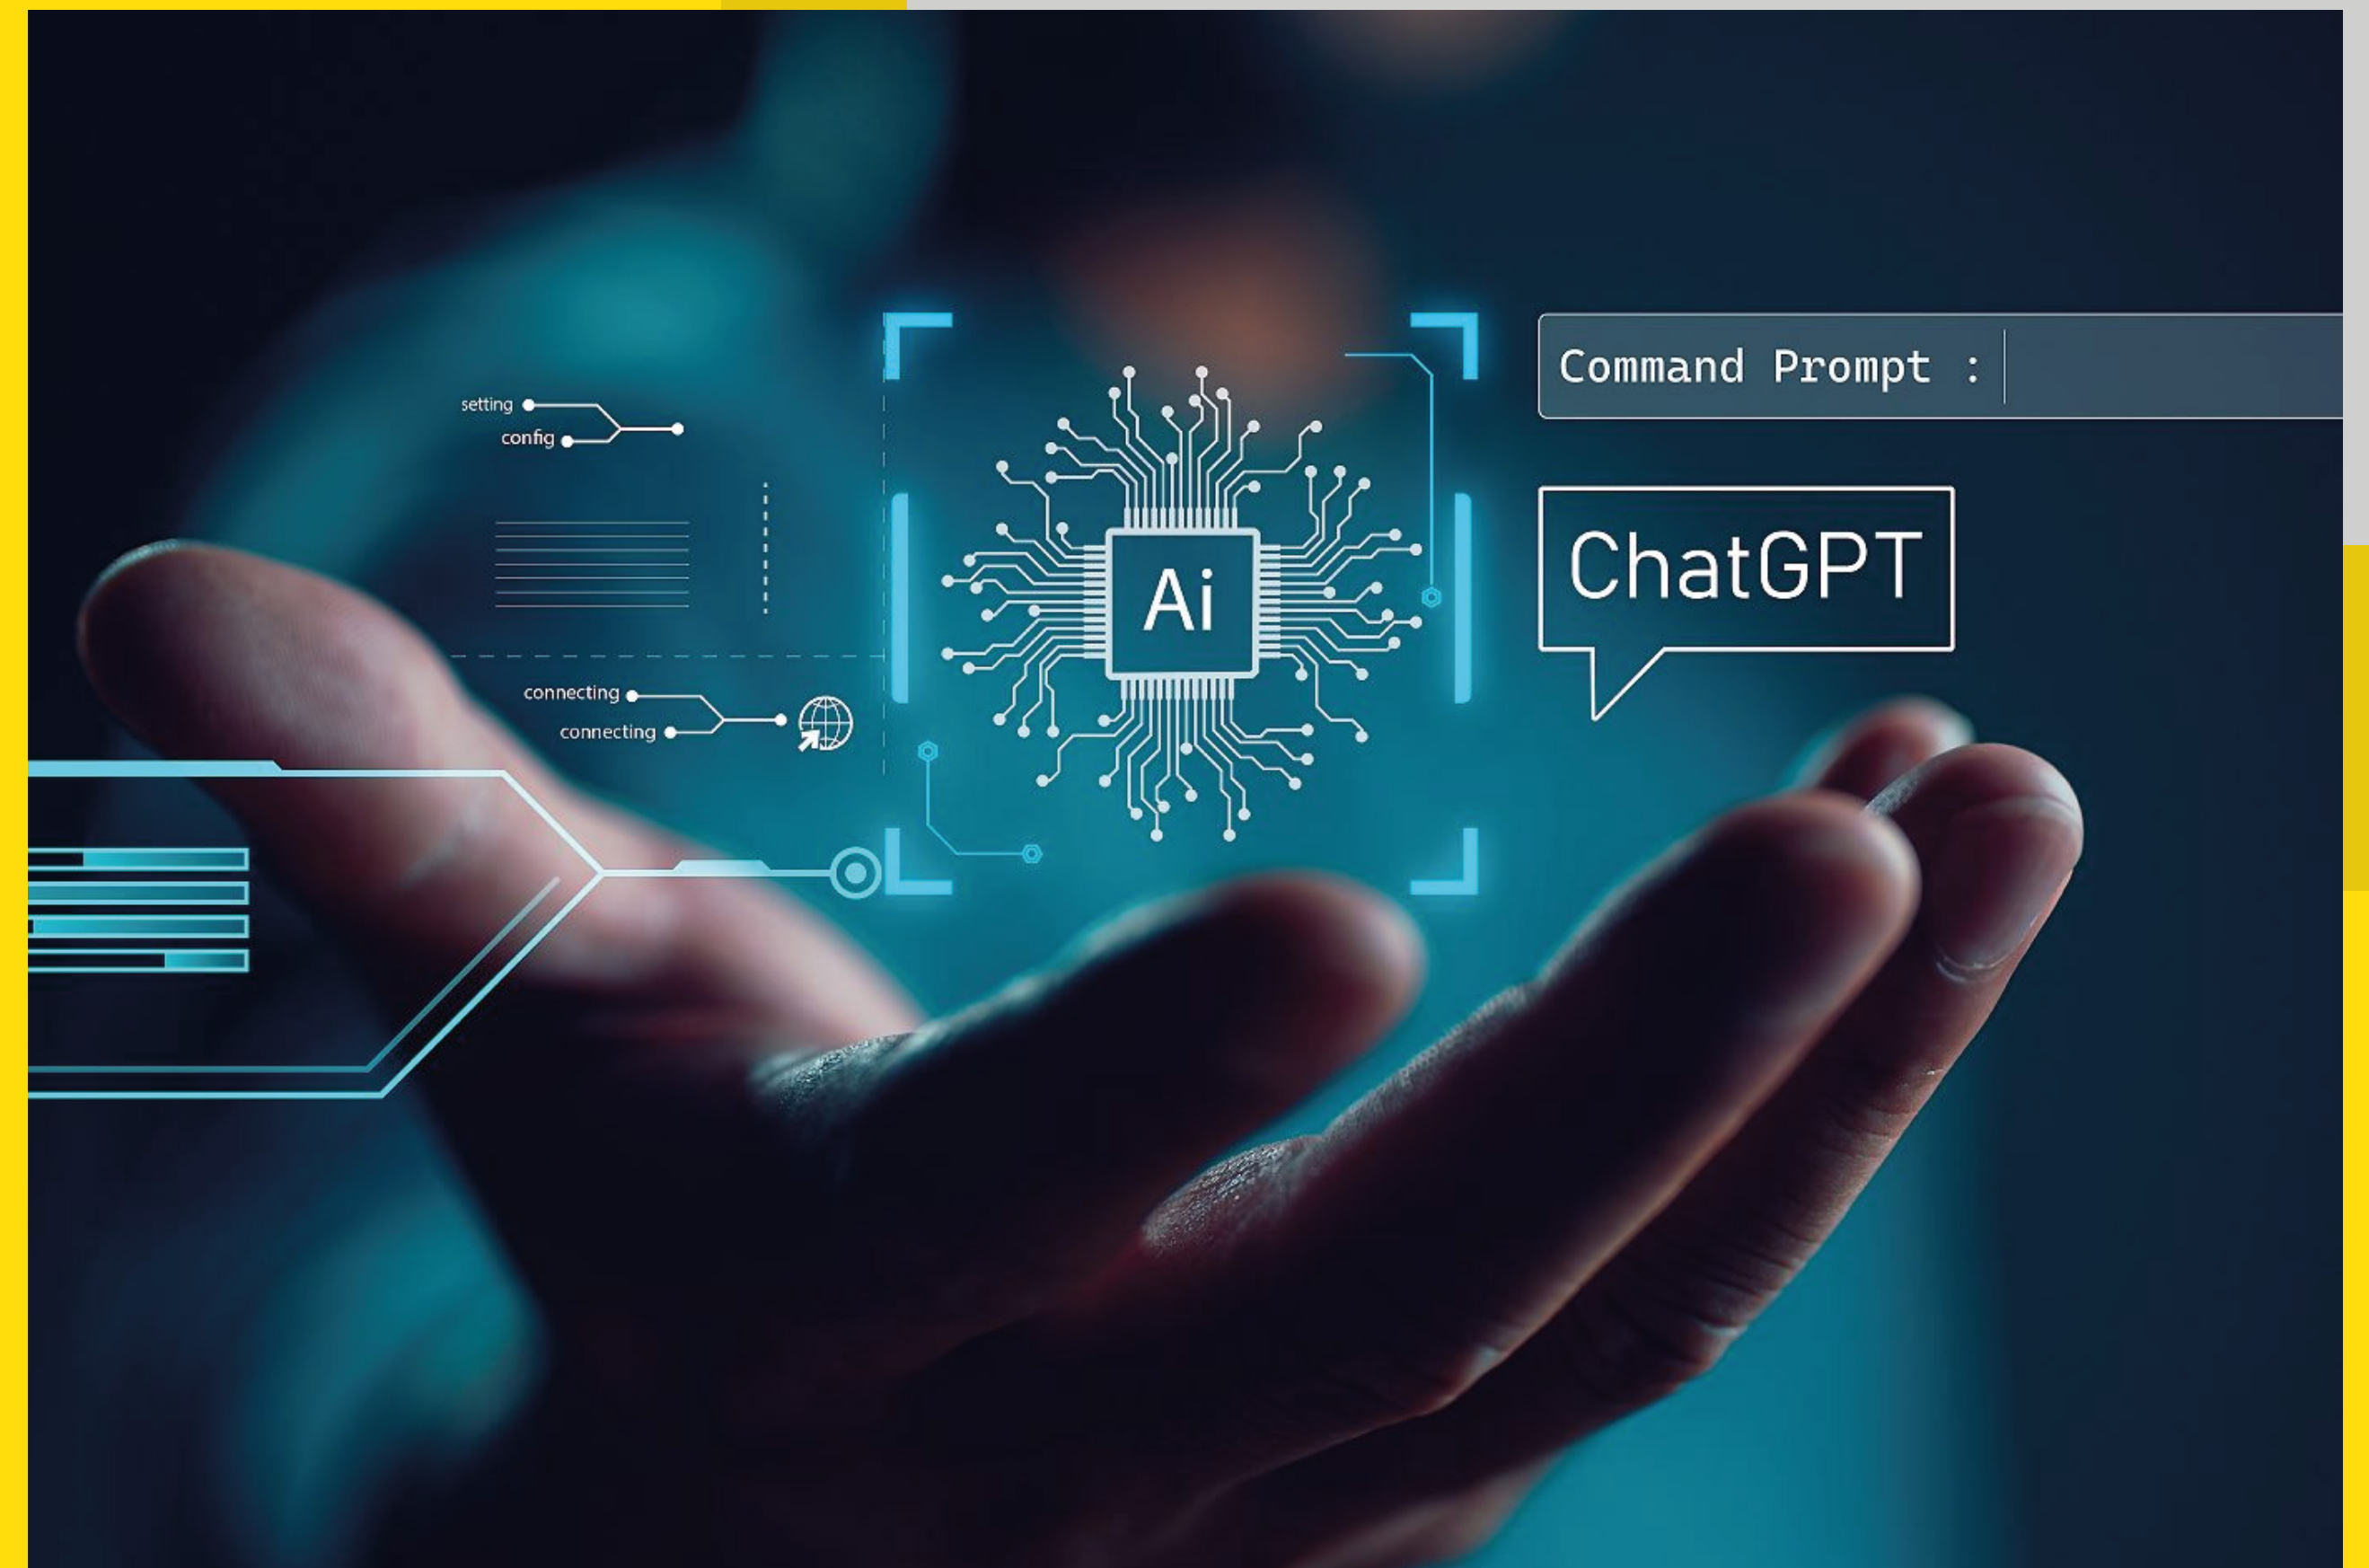 setting
config
connecting
connecting
Ai
Command Prompt :
ChatGPT